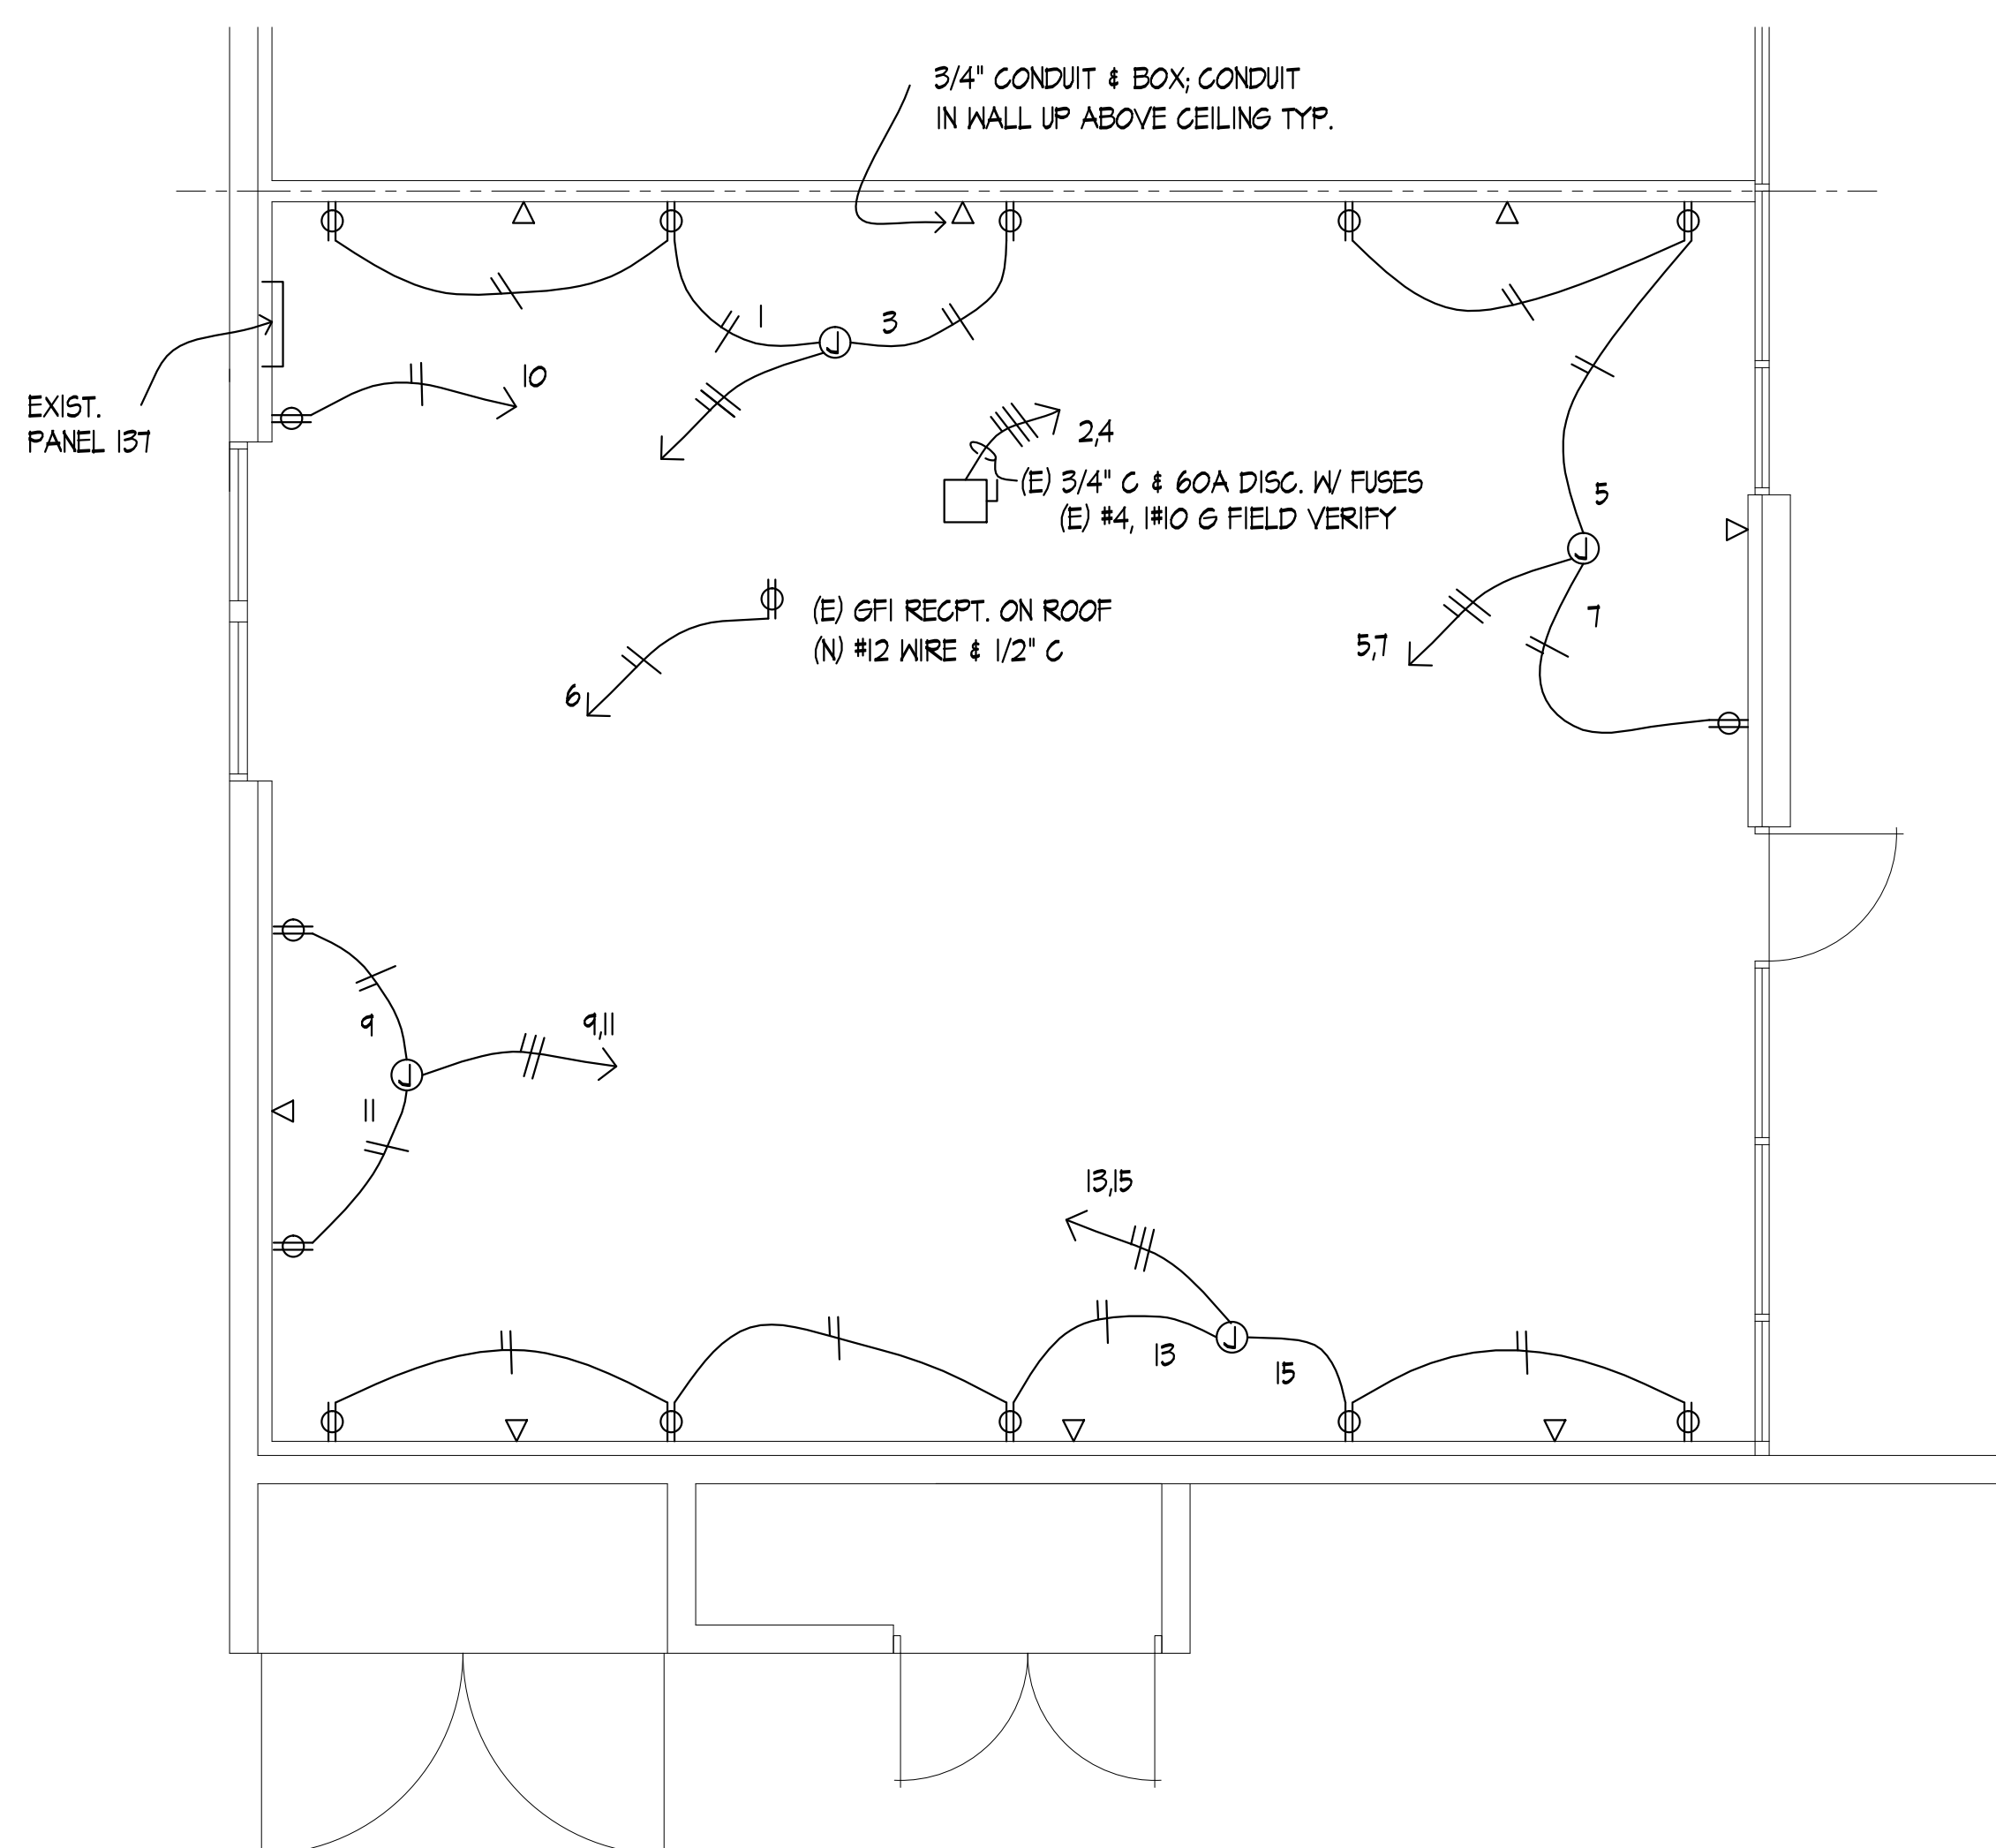 3/4" CONDUIT & BOX; CONDUIT
IN WALL UP ABOVE CEILING TYP.
1
3
J
10
EXIST.
PANEL 137
2,4
(E) 3/4" C & 60A DISC. W/ FUSES
(E) #4, 1#10 G FIELD VERIFY
5
J
7
5,7
(E) GFI RECPT. ON ROOF
(N) #12 WIRE & 1/2" C
6
9
9,11
J
11
13,15
J
13
15